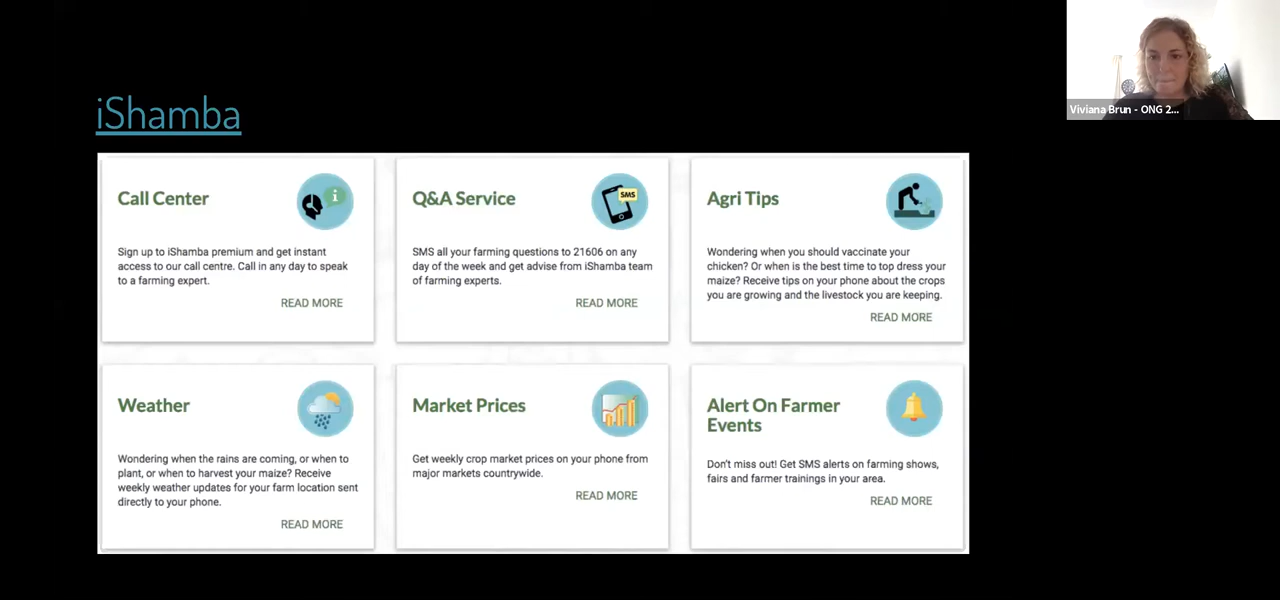 iShamba
Viviana Brun - ONG 2...
Call Center
Sign up to iShamba premium and get instant
access to our call centre. Call in any day to speak
to a farming expert.
READ MORE
Q&A Service
SMS
SMS all your farming questions to 21606 on any
day of the week and get advise from iShamba team
of farming experts.
READ MORE
Agri Tips
Wondering when you should vaccinate your
chicken? Or when is the best time to top dress your
maize? Receive tips on your phone about the crops
you are growing and the livestock you are keeping.
READ MORE
Weather
Wondering when the rains are coming, or when to
plant, or when to harvest your maize? Receive
weekly weather updates for your farm location sent
directly to your phone.
READ MORE
Market Prices
Get weekly crop market prices on your phone from
major markets countrywide.
READ MORE
Alert On Farmer
Events
Don't miss out! Get SMS alerts on farming shows,
fairs and farmer trainings in your area.
READ MORE